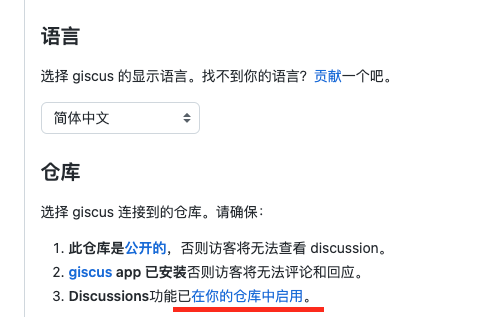 语言
选择 giscus 的显示语言。找不到你的语言？贡献一个吧。
简体中文
仓库
选择 giscus 连接到的仓库。请确保：
1. 此仓库是公开的，否则访客将无法查看 discussion。
2. giscus app 已安装否则访客将无法评论和回应。
3. Discussions功能已在你的仓库中启用。